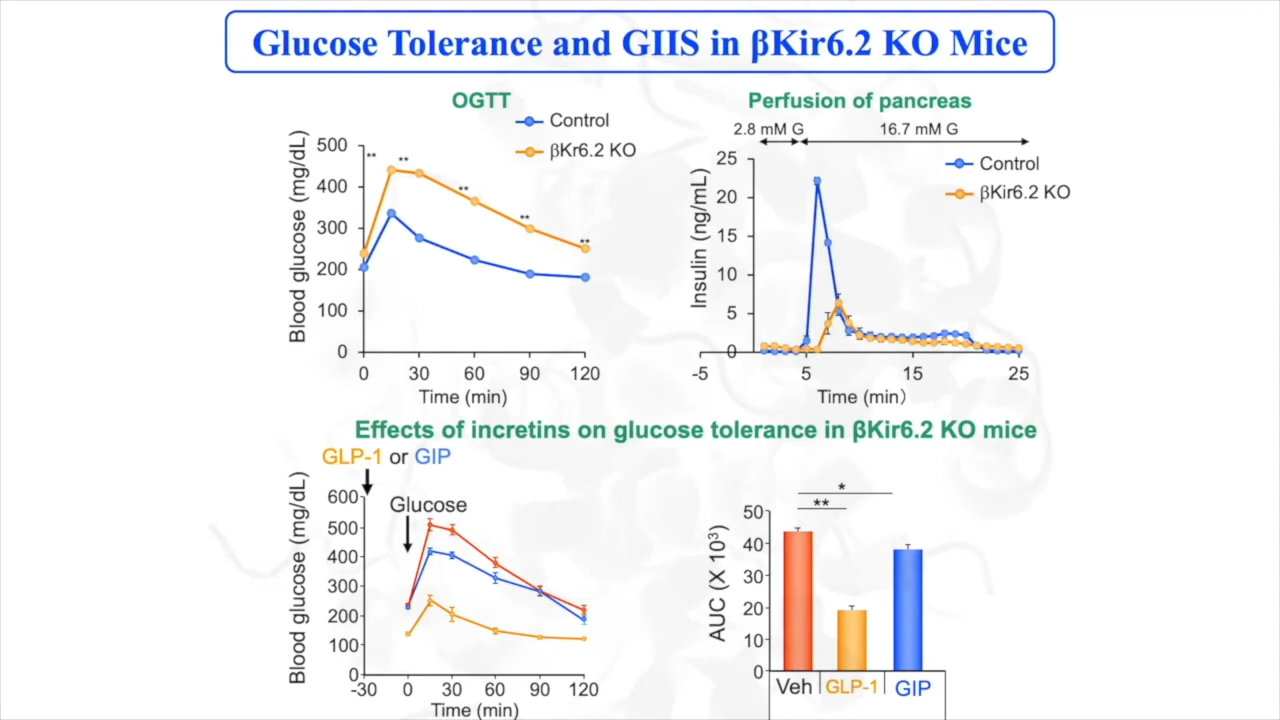 Glucose Tolerance and GIIS in βKir6.2 KO Mice
OGTT
Control
βKr6.2 KO
Blood glucose (mg/dL)
500
400
300
200
100
0
** ** ** ** **
0 30 60 90 120
Time (min)
Perfusion of pancreas
2.8 mM G 16.7 mM G
Control
βKir6.2 KO
Insulin (ng/mL)
25
20
15
10
5
0
-5 5 15 25
Time (min)
Effects of incretins on glucose tolerance in βKir6.2 KO mice
GLP-1 or GIP
Glucose
Blood glucose (mg/dL)
600
500
400
300
200
100
0
-30 0 30 60 90 120
Time (min)
*
**
AUC (X 10³)
50
40
30
20
10
0
Veh GLP-1 GIP